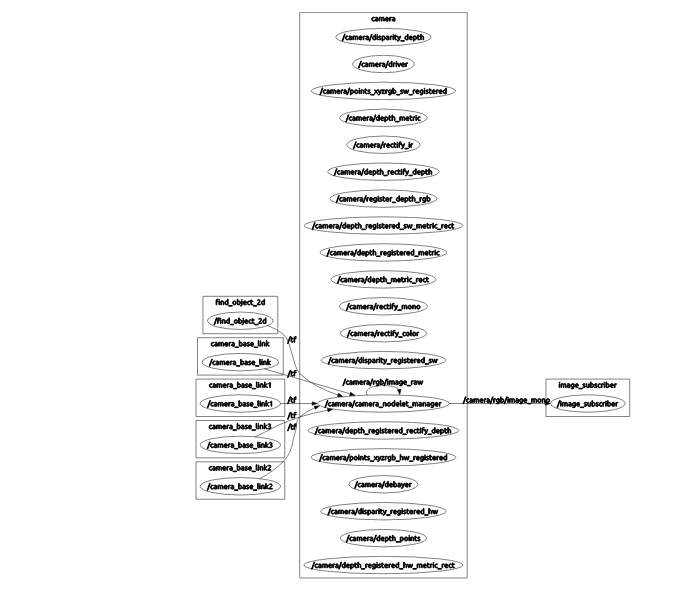 camera
/camera/disparity_depth
/camera/driver
/camera/points_xyzrgb_sw_registered
/camera/depth_metric
/camera/rectify_ir
/camera/depth_rectify_depth
/camera/register_depth_rgb
/camera/depth_registered_sw_metric_rect
/camera/depth_registered_metric
/camera/depth_metric_rect
/camera/rectify_mono
/camera/rectify_color
/camera/disparity_registered_sw
/camera/rgb/image_raw
/camera/camera_nodelet_manager
/camera/depth_registered_rectify_depth
/camera/points_xyzrgb_hw_registered
/camera/debayer
/camera/disparity_registered_hw
/camera/depth_points
/camera/depth_registered_hw_metric_rect
find_object_2d
/find_object_2d
/tf
camera_base_link
/camera_base_link
/tf
camera_base_link1
/camera_base_link1
/tf
camera_base_link3
/camera_base_link3
/tf
camera_base_link2
/camera_base_link2
/tf
/camera/rgb/image_mono
image_subscriber
/image_subscriber